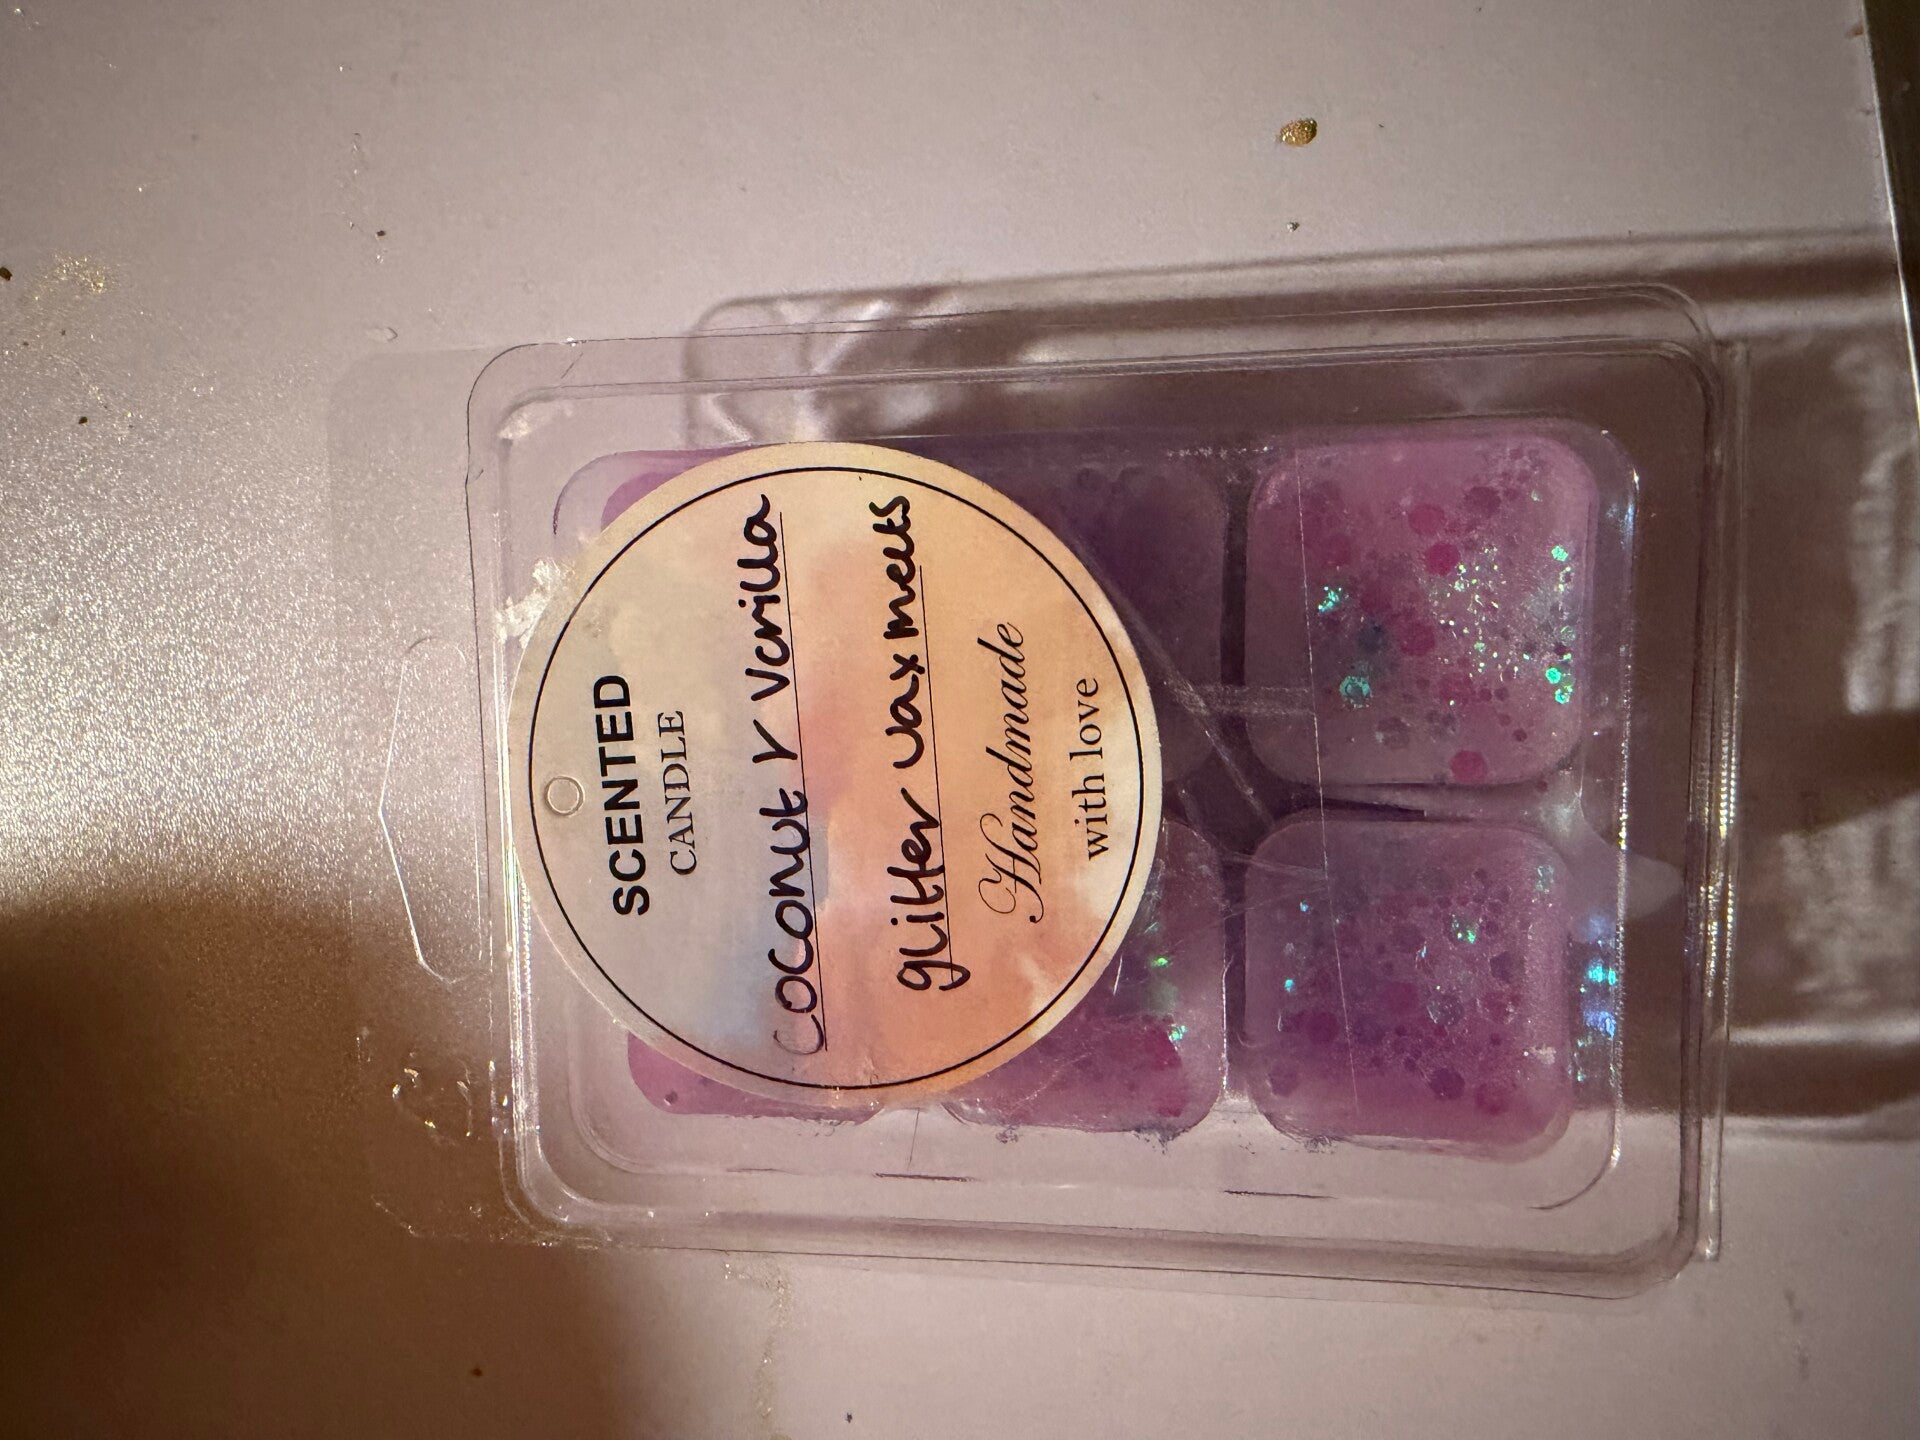 SCENTED
CANDLE
coconut & Vanilla
glitter wax melts
Handmade
with love